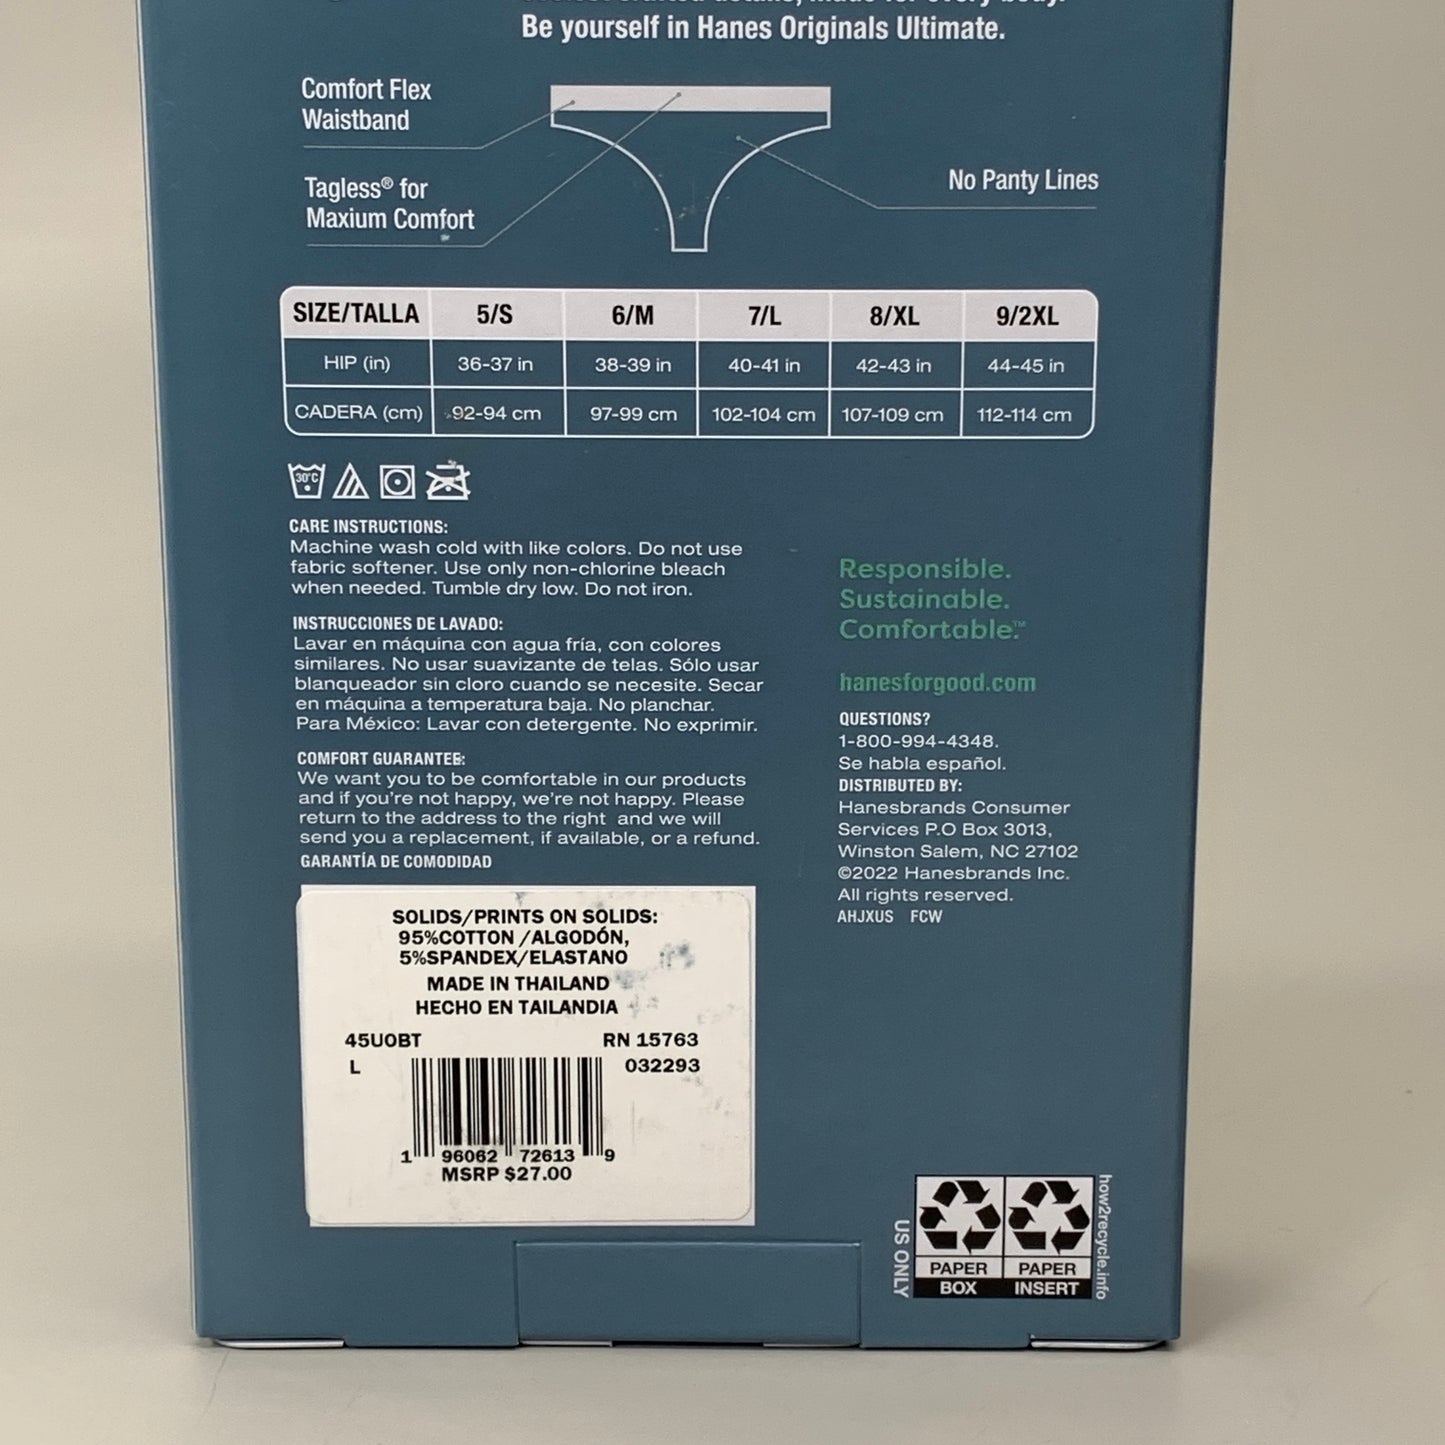 Be yourself in Hanes Originals Ultimate.
Comfort Flex
Waistband
Tagless® for
Maxium Comfort
No Panty Lines
SIZE/TALLA 5/S 6/M 7/L 8/XL 9/2XL
HIP (in) 36-37 in 38-39 in 40-41 in 42-43 in 44-45 in
CADERA (cm) 92-94 cm 97-99 cm 102-104 cm 107-109 cm 112-114 cm
30°C
CARE INSTRUCTIONS:
Machine wash cold with like colors. Do not use
fabric softener. Use only non-chlorine bleach
when needed. Tumble dry low. Do not iron.
INSTRUCCIONES DE LAVADO:
Lavar en máquina con agua fría, con colores
similares. No usar suavizante de telas. Sólo usar
blanqueador sin cloro cuando se necesite. Secar
en máquina a temperatura baja. No planchar.
Para México: Lavar con detergente. No exprimir.
COMFORT GUARANTEE:
We want you to be comfortable in our products
and if you're not happy, we're not happy. Please
return to the address to the right and we will
send you a replacement, if available, or a refund.
GARANTÍA DE COMODIDAD
Responsible.
Sustainable.
Comfortable.™
hanesforgood.com
QUESTIONS?
1-800-994-4348.
Se habla español.
DISTRIBUTED BY:
Hanesbrands Consumer
Services P.O Box 3013,
Winston Salem, NC 27102
©2022 Hanesbrands Inc.
All rights reserved.
AHJXUS FCW
SOLIDS/PRINTS ON SOLIDS:
95%COTTON /ALGODÓN,
5%SPANDEX/ELASTANO
MADE IN THAILAND
HECHO EN TAILANDIA
45UOBT RN 15763
L 032293
1 96062 72613 9
MSRP $27.00
US ONLY
PAPER PAPER
BOX INSERT
how2recycle.info